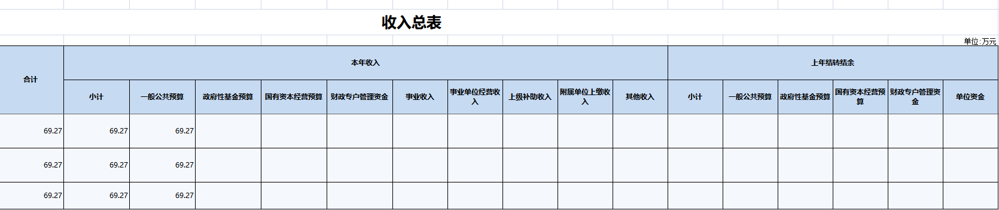 收入总表
单位:万元
合计
本年收入
上年结转结余
小计
一般公共预算
政府性基金预算
国有资本经营预算
财政专户管理资金
事业收入
事业单位经营收
入
上级补助收入
附属单位上缴收
入
其他收入
小计
一般公共预算
政府性基金预算
国有资本经营预
算
财政专户管理资
金
单位资金
69.27 69.27 69.27
69.27 69.27 69.27
69.27 69.27 69.27